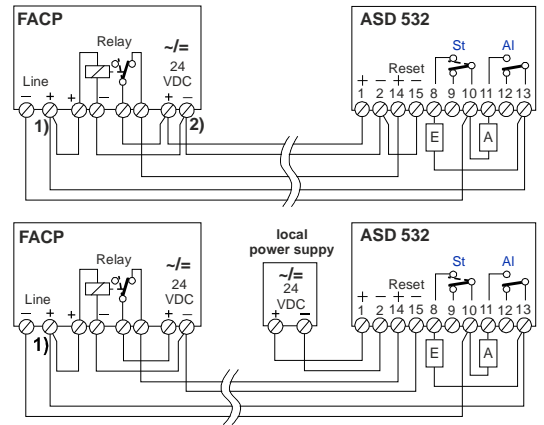 FACP
Relay
~/=
24
VDC
Line
− + + − + −
1)
2)
ASD 532
St Al
Reset
+ − + −
1 2 14 15 8 9 10 11 12 13
E A
FACP
Relay
~/=
24
VDC
Line
− + + − + −
1)
local
power suppy
~/=
24
VDC
+ −
ASD 532
St Al
Reset
+ − + −
1 2 14 15 8 9 10 11 12 13
E A